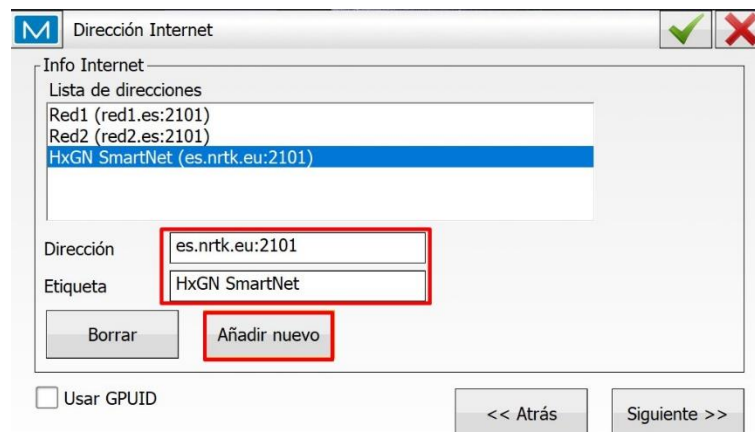 M Dirección Internet
Info Internet
Lista de direcciones
Red1 (red1.es:2101)
Red2 (red2.es:2101)
HxGN SmartNet (es.nrtk.eu:2101)
Dirección es.nrtk.eu:2101
Etiqueta HxGN SmartNet
Borrar Añadir nuevo
Usar GPUID << Atrás Siguiente >>